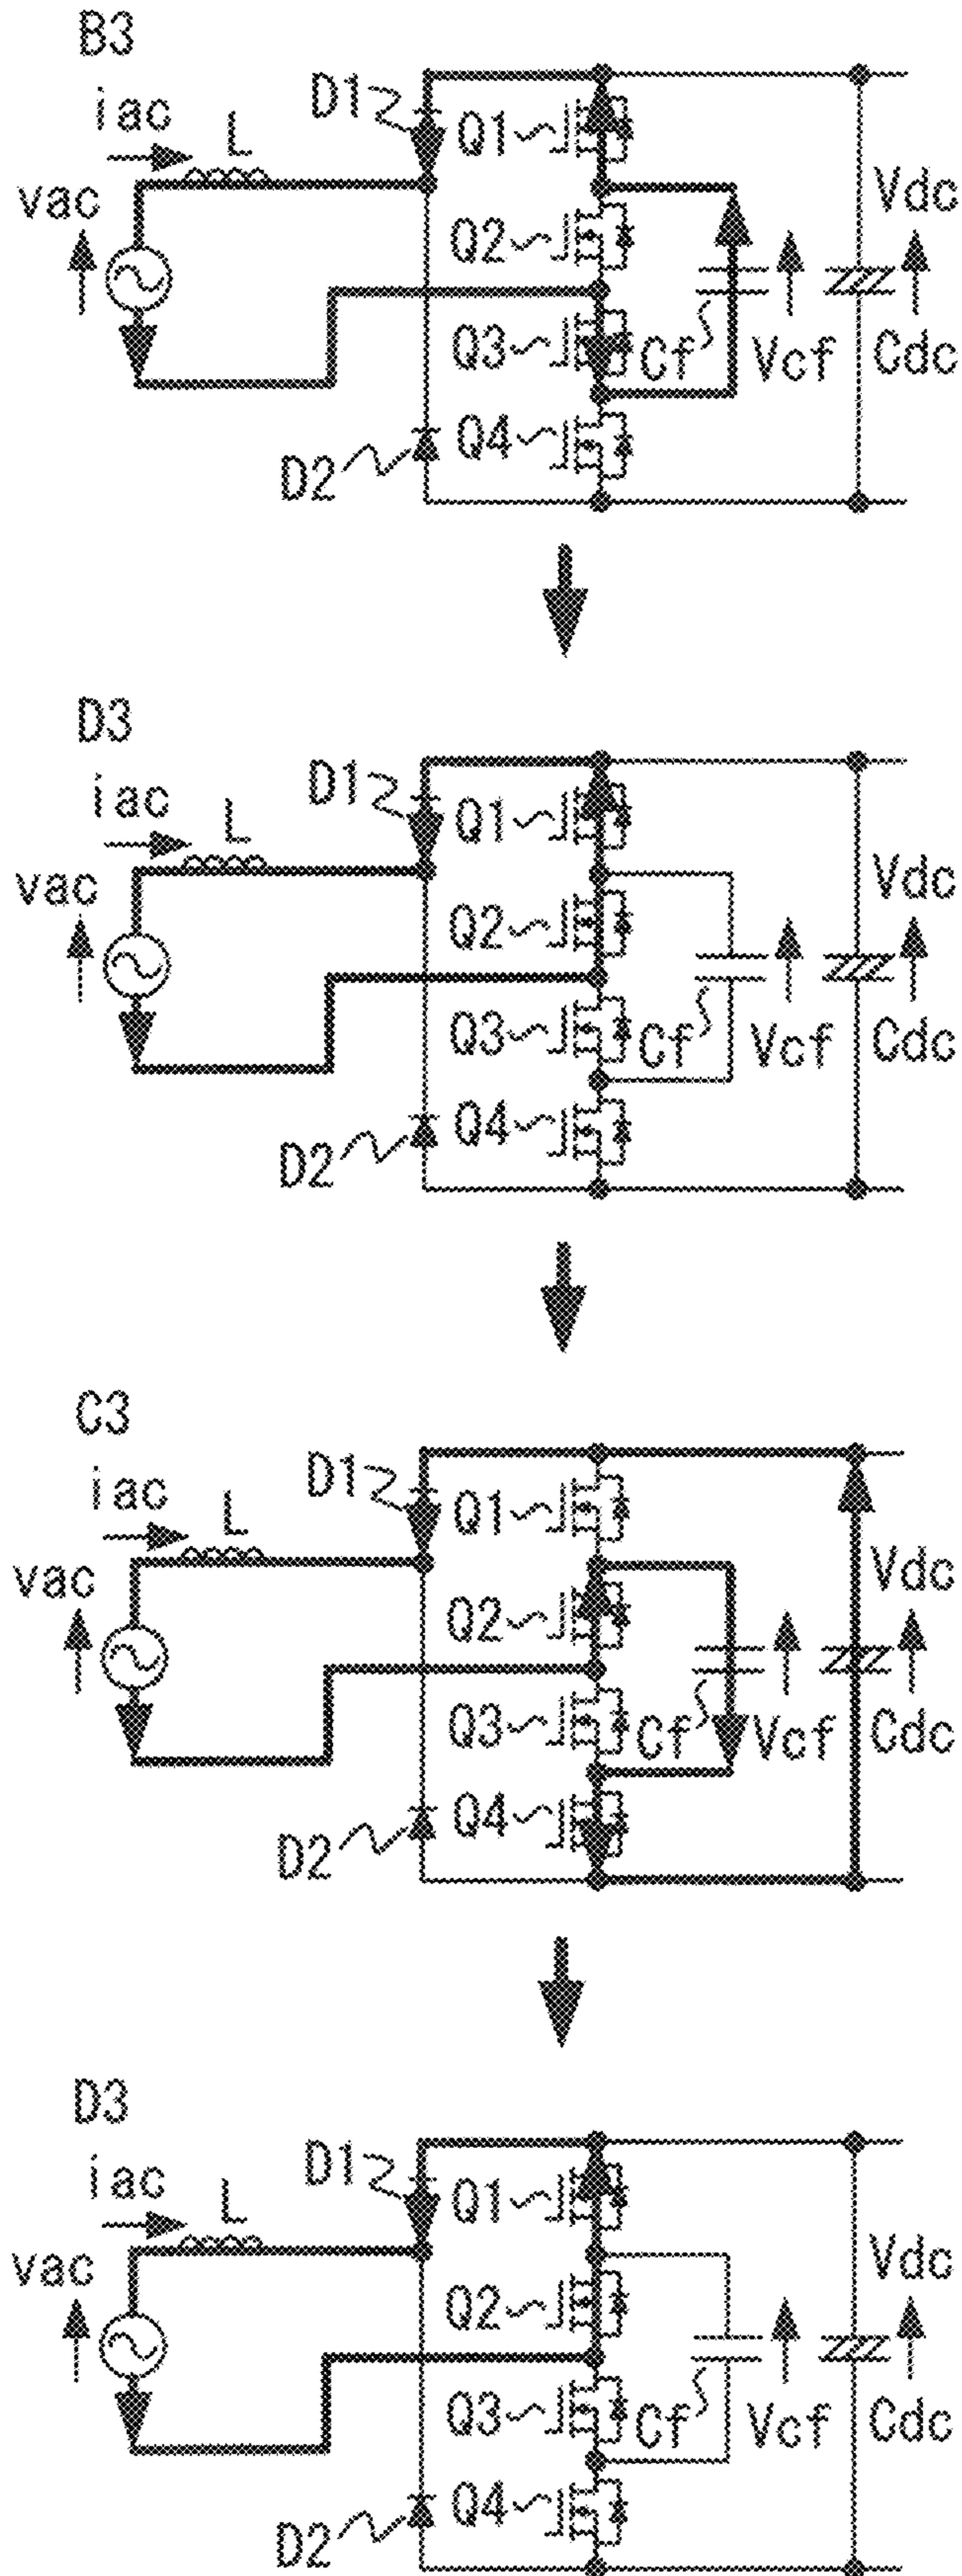 B3
iac
L
D1
Q1
vac
Vdc
Q2
Q3
Cf
Vcf
Cdc
Q4
D2
D3
iac
L
D1
Q1
vac
Vdc
Q2
Q3
Cf
Vcf
Cdc
Q4
D2
C3
iac
L
D1
Q1
vac
Vdc
Q2
Q3
Cf
Vcf
Cdc
Q4
D2
D3
iac
L
D1
Q1
vac
Vdc
Q2
Q3
Cf
Vcf
Cdc
Q4
D2